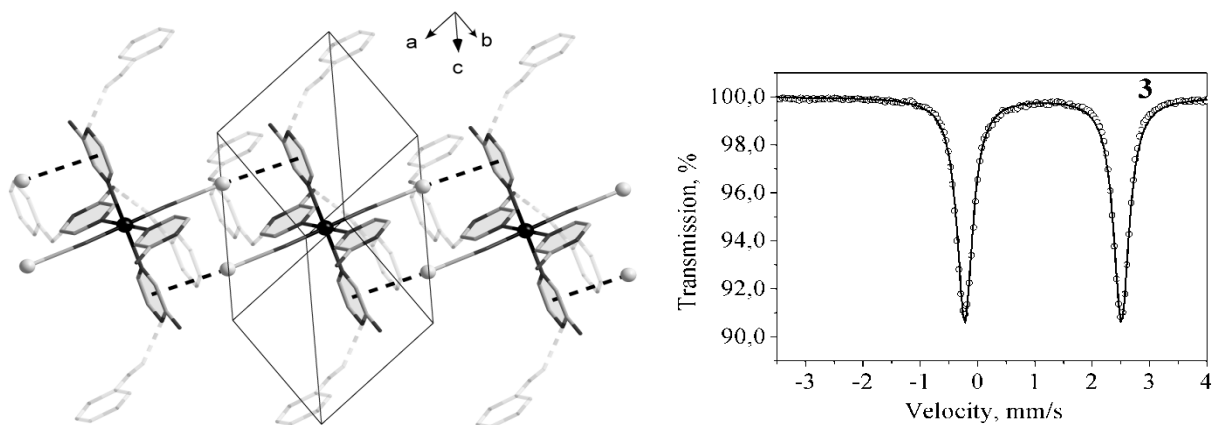 a
b
c
3
100,0
98,0
96,0
94,0
92,0
90,0
Transmission, %
-3 -2 -1 0 1 2 3 4
Velocity, mm/s